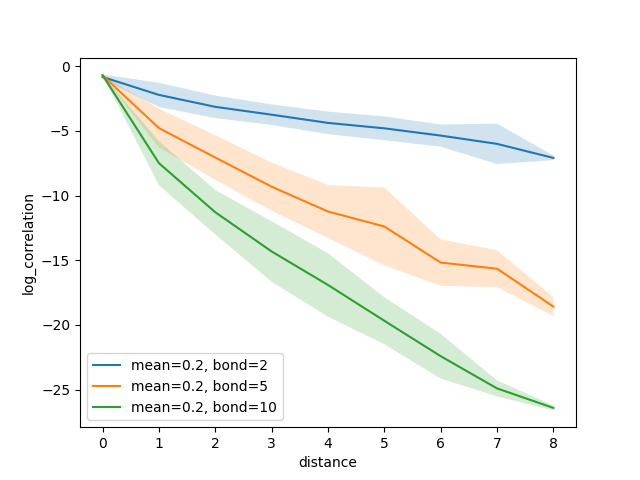 0
−5
−10
−15
−20
−25
log_correlation
mean=0.2, bond=2
mean=0.2, bond=5
mean=0.2, bond=10
0 1 2 3 4 5 6 7 8
distance